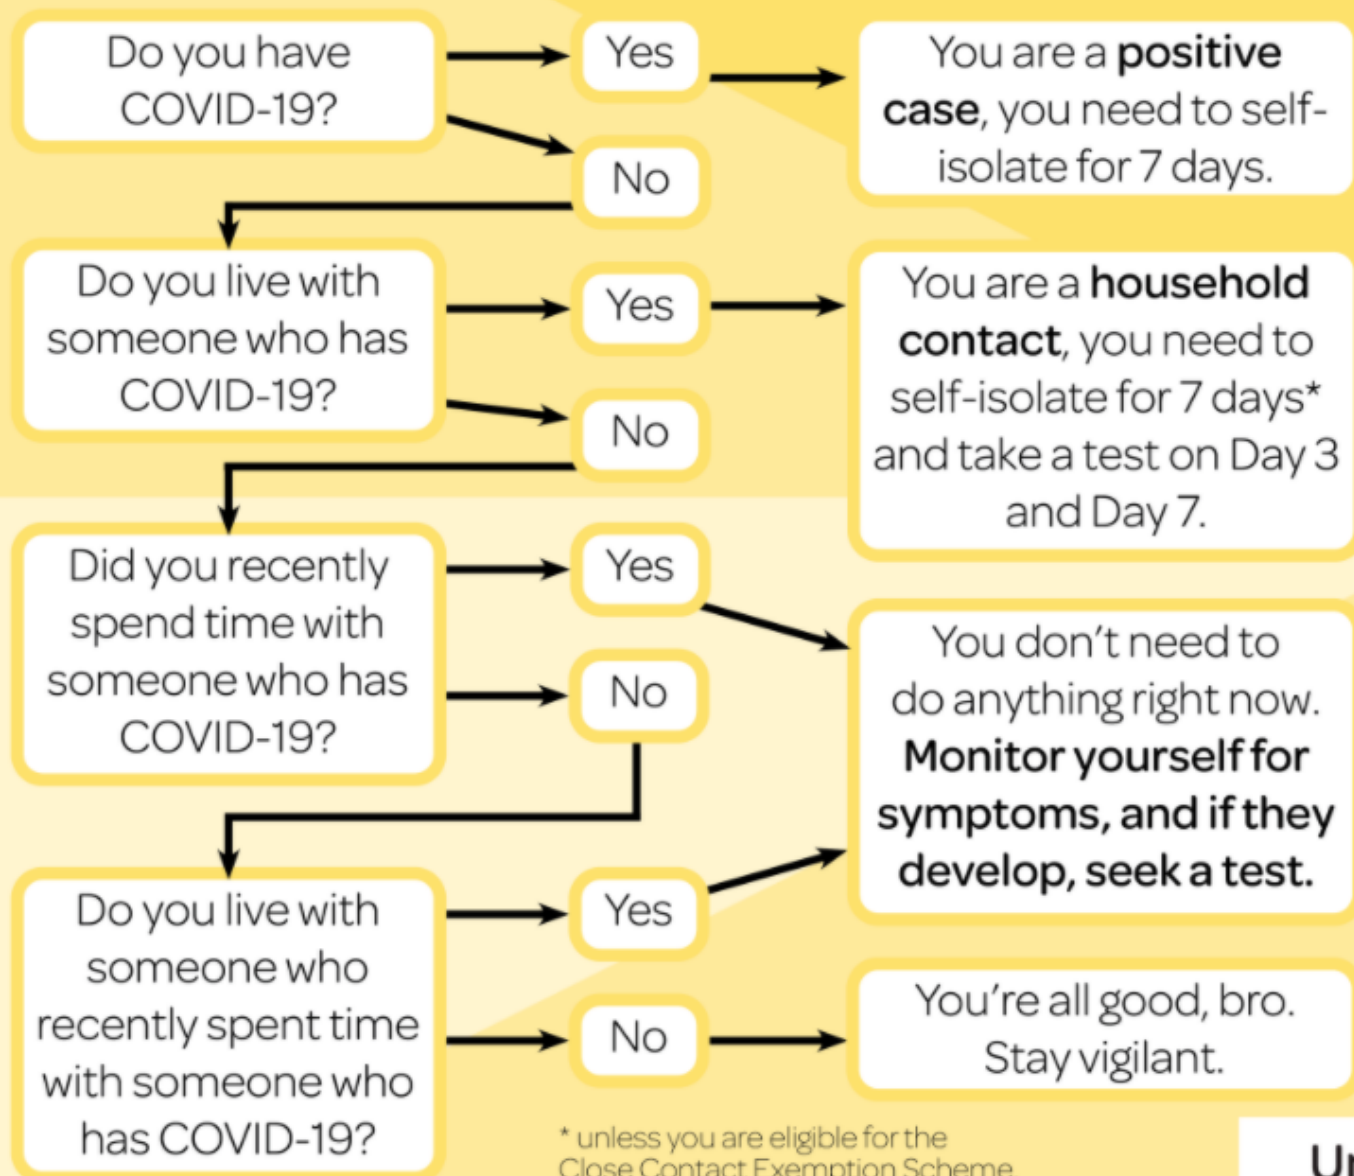 Do you have
COVID-19?
Yes
You are a positive
case, you need to self-
isolate for 7 days.
No
Do you live with
someone who has
COVID-19?
Yes
You are a household
contact, you need to
self-isolate for 7 days*
and take a test on Day 3
and Day 7.
No
Did you recently
spend time with
someone who has
COVID-19?
Yes
You don't need to
do anything right now.
Monitor yourself for
symptoms, and if they
develop, seek a test.
No
Do you live with
someone who
recently spent time
with someone who
has COVID-19?
Yes
No
You're all good, bro.
Stay vigilant.
* unless you are eligible for the
Close Contact Exemption Scheme.